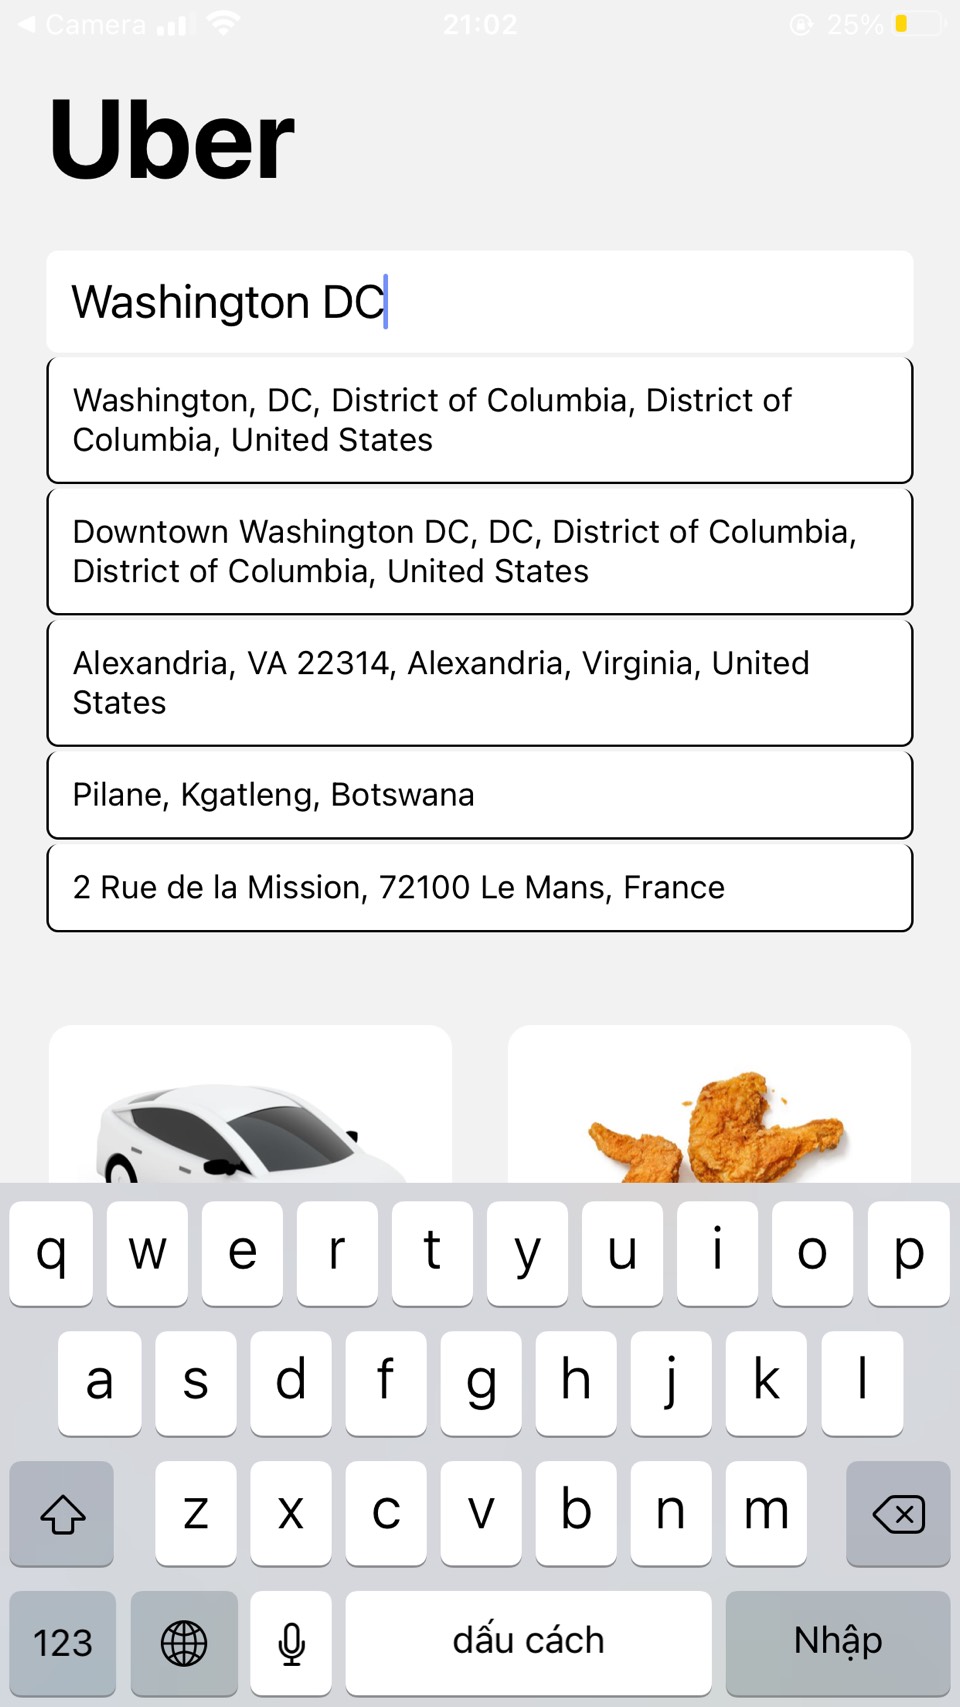 Camera 21:02 25%
Uber
Washington DC
Washington, DC, District of Columbia, District of
Columbia, United States
Downtown Washington DC, DC, District of Columbia,
District of Columbia, United States
Alexandria, VA 22314, Alexandria, Virginia, United
States
Pilane, Kgatleng, Botswana
2 Rue de la Mission, 72100 Le Mans, France
q w e r t y u i o p
a s d f g h j k l
z x c v b n m
123 dấu cách Nhập